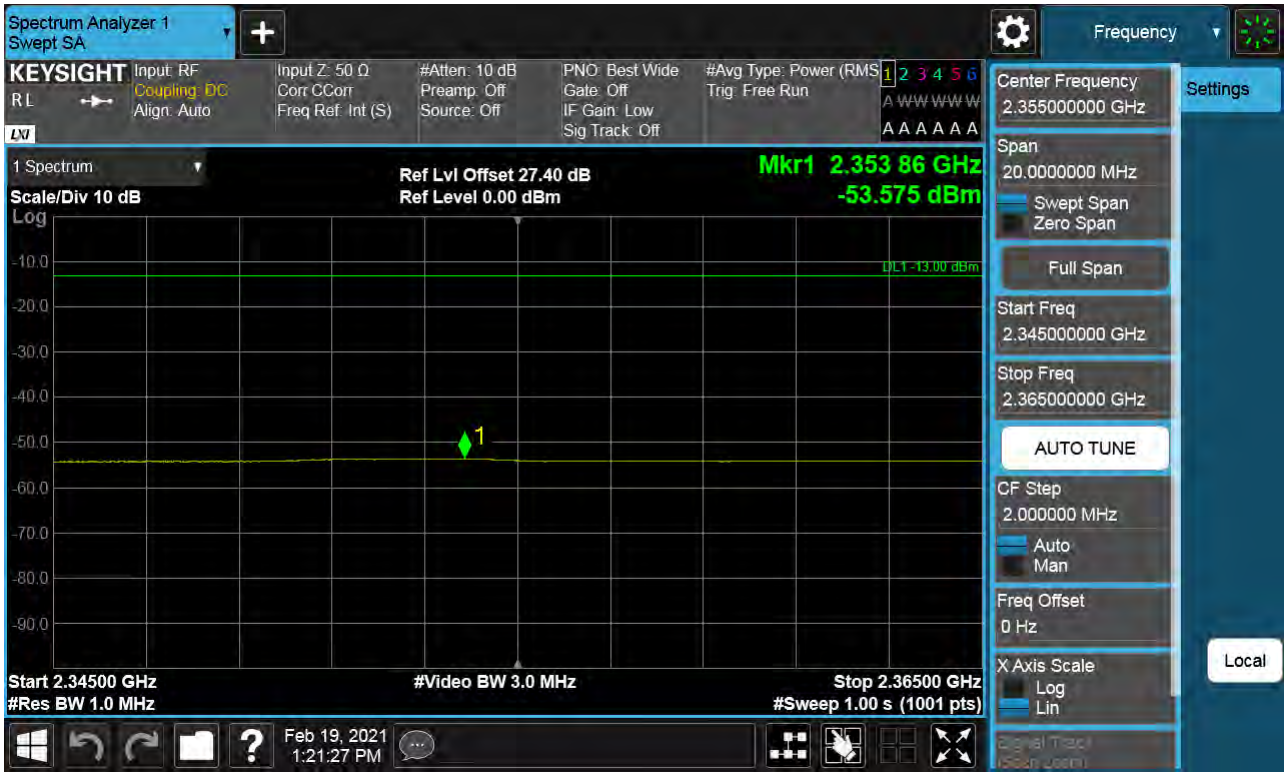 Spectrum Analyzer 1
Swept SA
+
Frequency
KEYSIGHT
RL
LXI
Input: RF
Coupling: DC
Align: Auto
Input Z: 50 Ω
Corr CCorr
Freq Ref: Int (S)
#Atten: 10 dB
Preamp: Off
Source: Off
PNO: Best Wide
Gate: Off
IF Gain: Low
Sig Track: Off
#Avg Type: Power (RMS
Trig: Free Run
1 2 3 4 5 6
A W W W W W
A A A A A A
1 Spectrum
Scale/Div 10 dB
Log
Ref Lvl Offset 27.40 dB
Ref Level 0.00 dBm
Mkr1 2.353 86 GHz
-53.575 dBm
-10.0
DL1 -13.00 dBm
-20.0
-30.0
-40.0
-50.0
1
-60.0
-70.0
-80.0
-90.0
Start 2.34500 GHz
#Res BW 1.0 MHz
#Video BW 3.0 MHz
Stop 2.36500 GHz
#Sweep 1.00 s (1001 pts)
Center Frequency
2.355000000 GHz
Settings
Span
20.0000000 MHz
Swept Span
Zero Span
Full Span
Start Freq
2.345000000 GHz
Stop Freq
2.365000000 GHz
AUTO TUNE
CF Step
2.000000 MHz
Auto
Man
Freq Offset
0 Hz
X Axis Scale
Log
Lin
Local
Signal Track
(Span Zoom)
?
Feb 19, 2021
1:21:27 PM